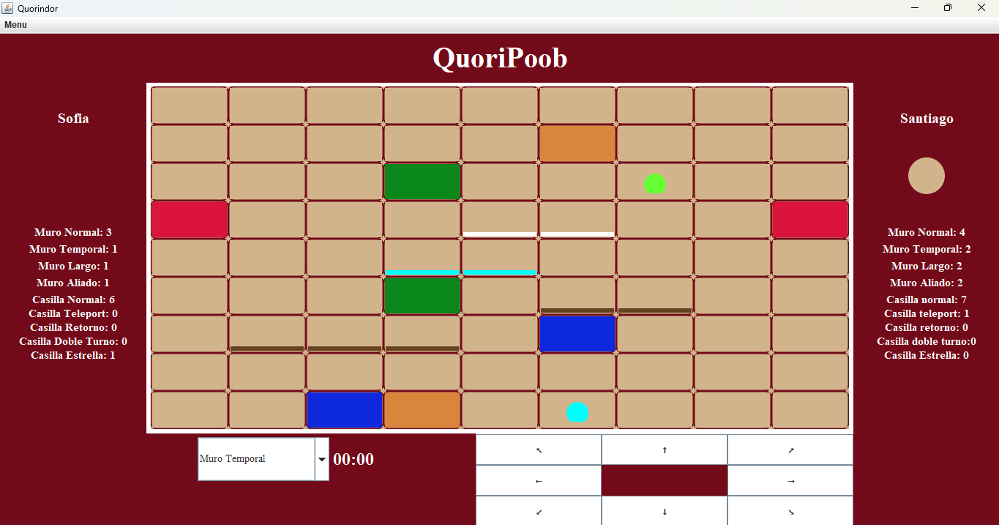 Quorindor
Menu
QuoriPoob
Sofia
Muro Normal: 3
Muro Temporal: 1
Muro Largo: 1
Muro Aliado: 1
Casilla Normal: 6
Casilla Teleport: 0
Casilla Retorno: 0
Casilla Doble Turno: 0
Casilla Estrella: 1
Santiago
Muro Normal: 4
Muro Temporal: 2
Muro Largo: 2
Muro Aliado: 2
Casilla normal: 7
Casilla teleport: 1
Casilla retorno: 0
Casilla doble turno:0
Casilla Estrella: 0
Muro Temporal
00:00
↖ ↑ ↗
← →
↙ ↓ ↘